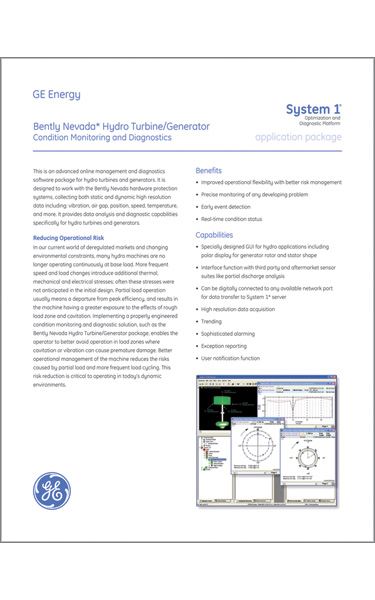 GE Energy
System 1*
Optimization and
Diagnostic Platform
Bently Nevada* Hydro Turbine/Generator
Condition Monitoring and Diagnostics
application package
This is an advanced online management and diagnostics
software package for hydro turbines and generators. It is
designed to work with the Bently Nevada hardware protection
systems, collecting both static and dynamic high resolution
data including: vibration, air gap, position, speed, temperature,
and more. It provides data analysis and diagnostic capabilities
specifically for hydro turbines and generators.
Reducing Operational Risk
In our current world of deregulated markets and changing
environmental constraints, many hydro machines are no
longer operating continuously at base load. More frequent
speed and load changes introduce additional thermal,
mechanical and electrical stresses; often these stresses were
not anticipated in the initial design. Partial load operation
usually means a departure from peak efficiency, and results in
the machine having a greater exposure to the effects of rough
load zone and cavitation. Implementing a properly engineered
condition monitoring and diagnostic solution, such as the
Bently Nevada Hydro Turbine/Generator package, enables the
operator to better avoid operation in load zones where
cavitation or vibration can cause premature damage. Better
operational management of the machine reduces the risks
caused by partial load and more frequent load cycling. This
risk reduction is critical to operating in today's dynamic
environments.
Benefits
• Improved operational flexibility with better risk management
• Precise monitoring of any developing problem
• Early event detection
• Real-time condition status
Capabilities
• Specially designed GUI for hydro applications including
polar display for generator rotor and stator shape
• Interface function with third party and aftermarket sensor
suites like partial discharge analysis
• Can be digitally connected to any available network port
for data transfer to System 1* server
• High resolution data acquisition
• Trending
• Sophisticated alarming
• Exception reporting
• User notification function